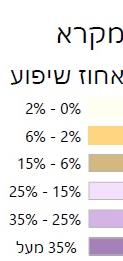 מקרא
אחוז שיפוע
2% - 0%
6% - 2%
15% - 6%
25% - 15%
35% - 25%
35% מעל